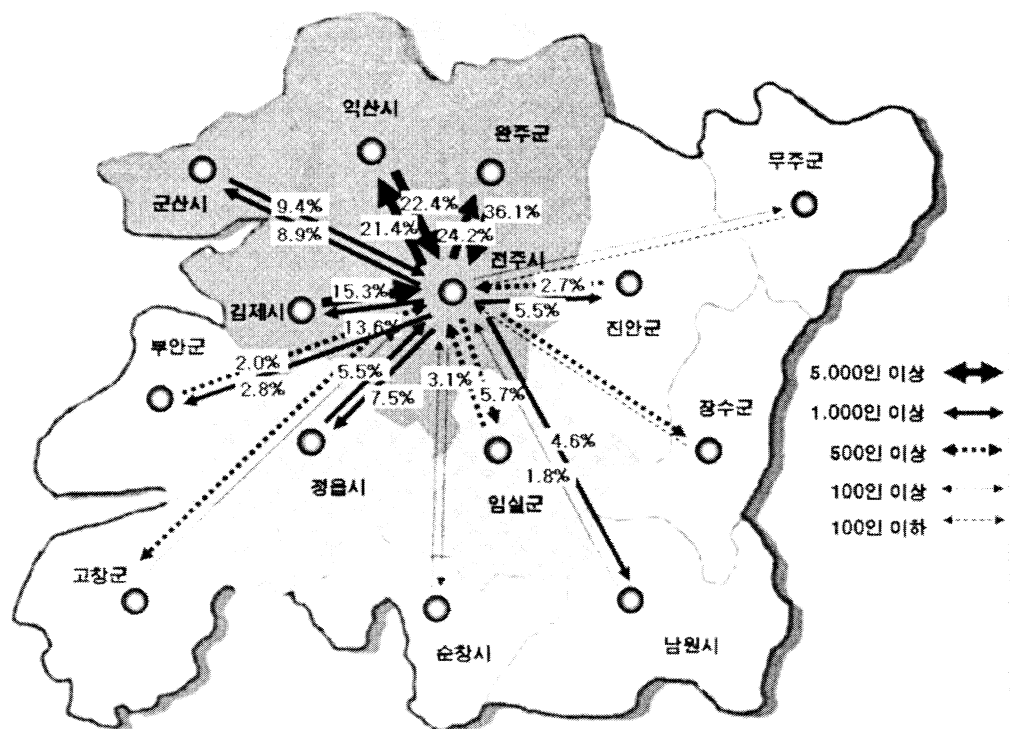 익산시
완주군
무주군
군산시
9.4%
22.4%
36.1%
8.9%
21.4%
24.2%
전주시
김제시
15.3%
2.7%
5.5%
진안군
부안군
13.6%
2.0%
2.8%
5.5%
7.5%
3.1%
5.7%
4.6%
1.8%
장수군
정읍시
임실군
고창군
순창시
남원시
5.000인 이상
1.000인 이상
500인 이상
100인 이상
100인 이하